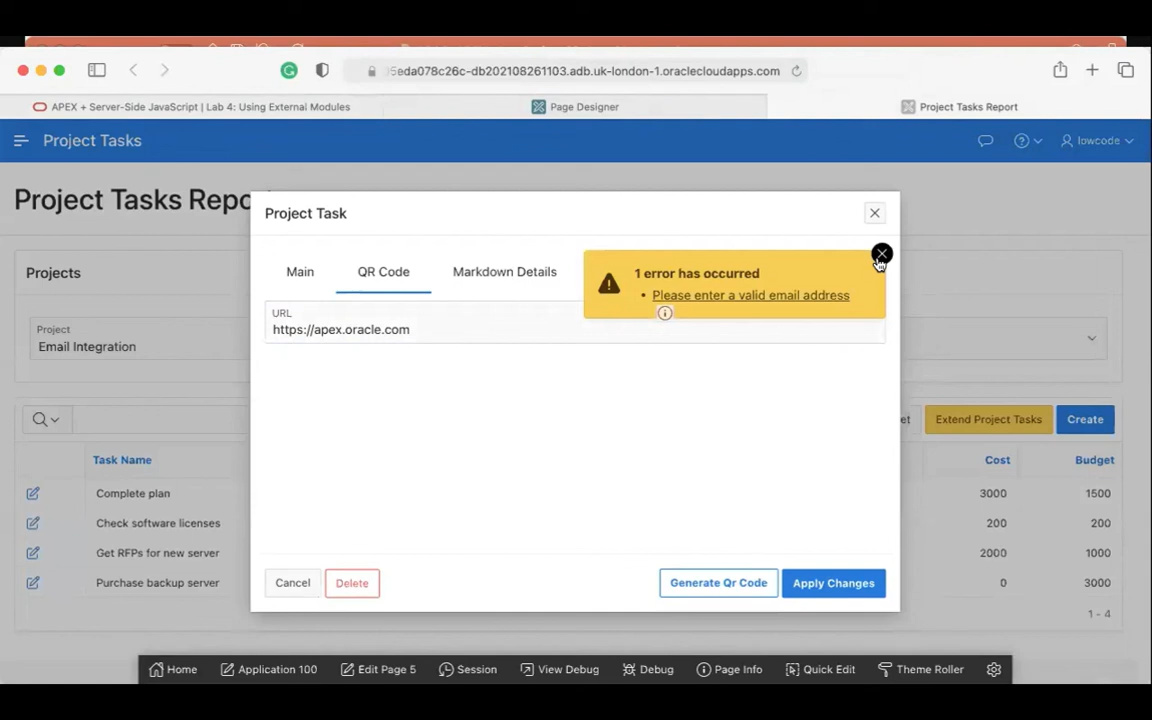 5eda078c26c-db202108261103.adb.uk-london-1.oraclecloudapps.com
APEX + Server-Side JavaScript | Lab 4: Using External Modules
Page Designer
Project Tasks Report
Project Tasks
lowcode
Project Tasks Repo
Project Task
Main
QR Code
Markdown Details
1 error has occurred
• Please enter a valid email address
URL
https://apex.oracle.com
Projects
Project
Email Integration
et
Extend Project Tasks
Create
Task Name
Cost
Budget
Complete plan
3000
1500
Check software licenses
200
200
Get RFPs for new server
2000
1000
Purchase backup server
0
3000
1 - 4
Cancel
Delete
Generate Qr Code
Apply Changes
Home
Application 100
Edit Page 5
Session
View Debug
Debug
Page Info
Quick Edit
Theme Roller